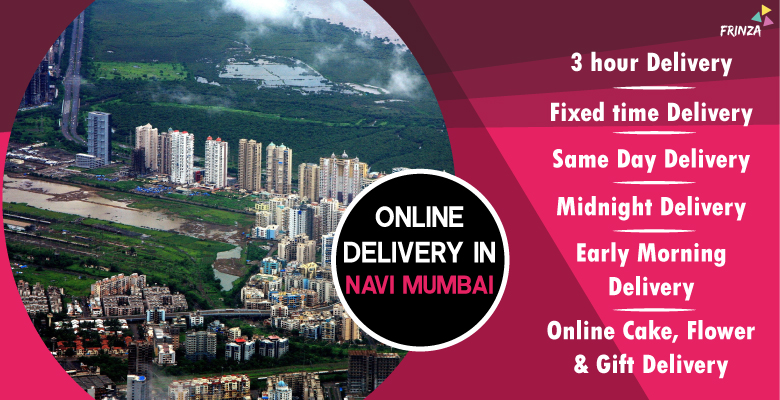 FRINZA
3 hour Delivery
Fixed time Delivery
Same Day Delivery
Midnight Delivery
Early Morning
Delivery
Online Cake, Flower
& Gift Delivery
ONLINE
DELIVERY IN
NAVI MUMBAI